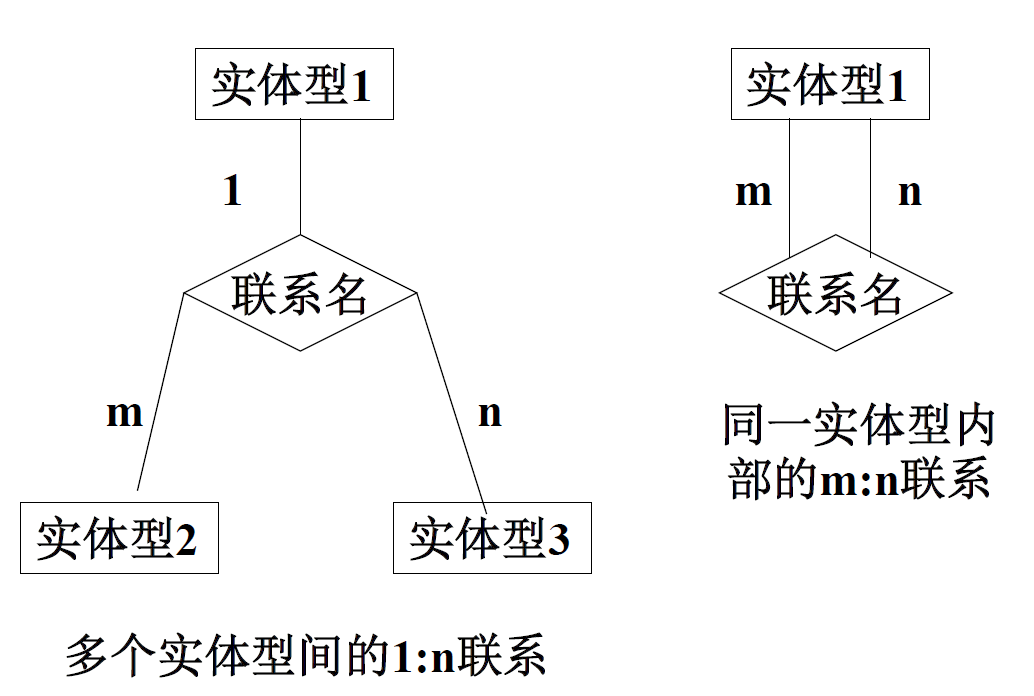 实体型1
1
联系名
m
n
实体型2
实体型3
多个实体型间的1:n联系
实体型1
m
n
联系名
同一实体型内
部的m:n联系